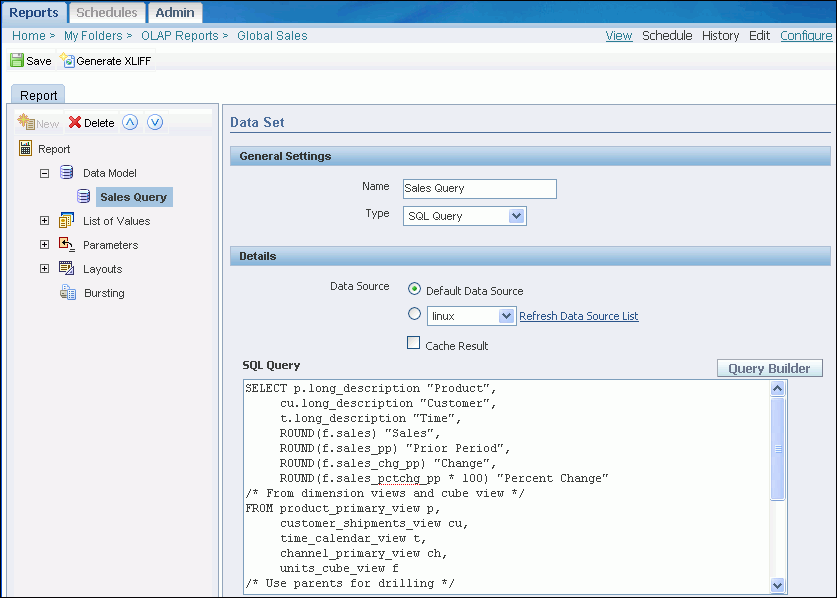 Reports Schedules Admin
Home > My Folders > OLAP Reports > Global Sales View Schedule History Edit Configure
Save Generate XLIFF
Report
New Delete
Report
Data Model
Sales Query
List of Values
Parameters
Layouts
Bursting
Data Set
General Settings
Name Sales Query
Type SQL Query
Details
Data Source Default Data Source
linux Refresh Data Source List
Cache Result
SQL Query Query Builder
SELECT p.long_description "Product",
cu.long_description "Customer",
t.long_description "Time",
ROUND(f.sales) "Sales",
ROUND(f.sales_pp) "Prior Period",
ROUND(f.sales_chg_pp) "Change",
ROUND(f.sales_pctchg_pp * 100) "Percent Change"
/* From dimension views and cube view */
FROM product_primary_view p,
customer_shipments_view cu,
time_calendar_view t,
channel_primary_view ch,
units_cube_view f
/* Use parents for drilling */